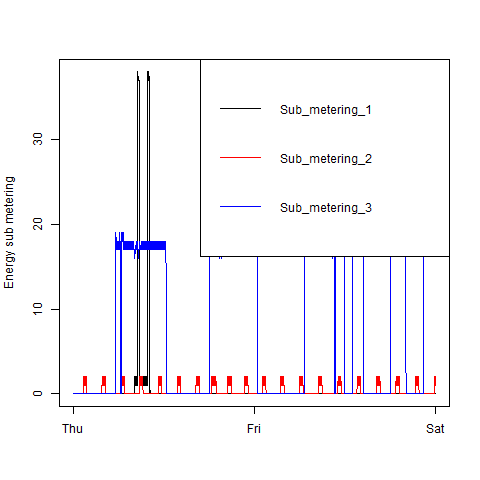 Energy sub metering
30
20
10
0
Sub_metering_1
Sub_metering_2
Sub_metering_3
Thu
Fri
Sat